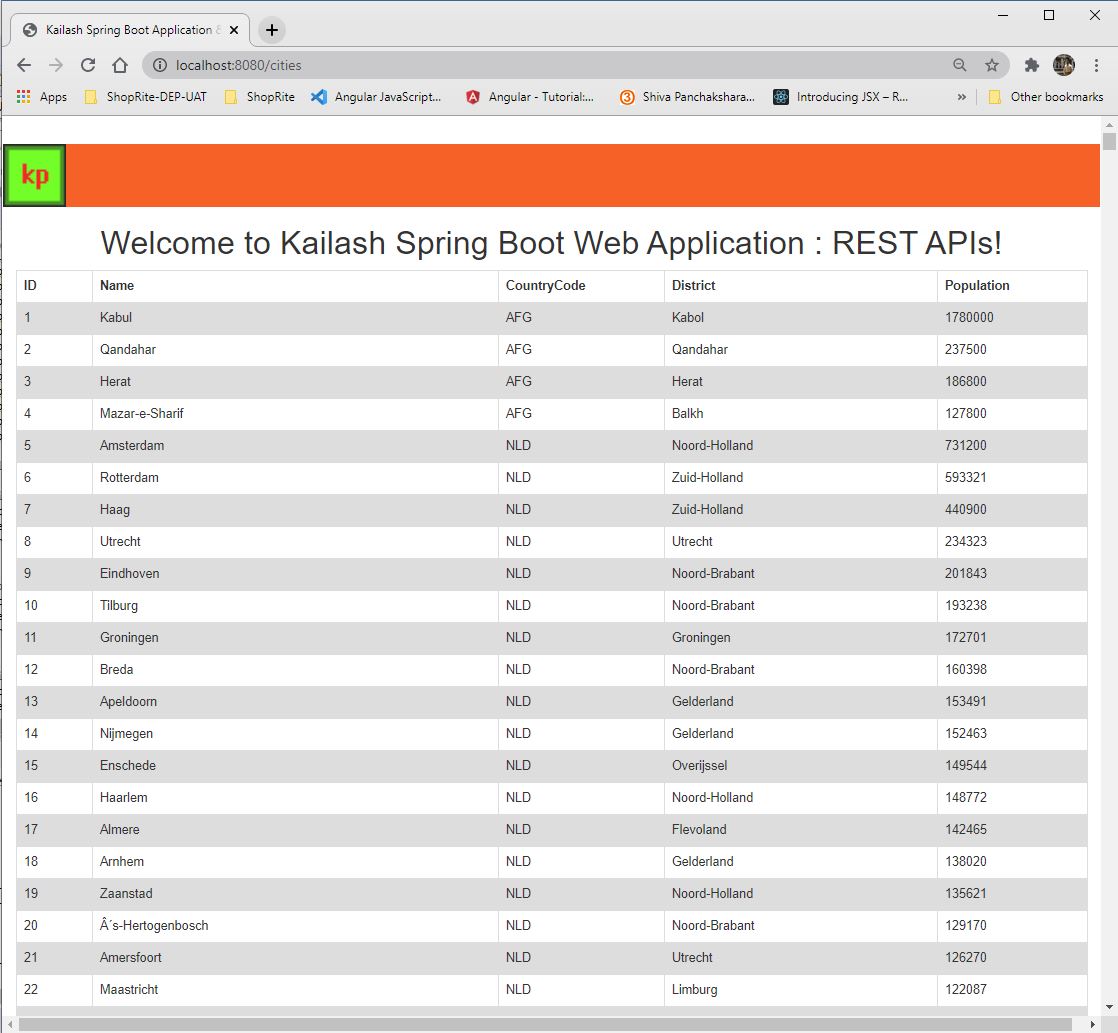 Kailash Spring Boot Application &
localhost:8080/cities
Apps ShopRite-DEP-UAT ShopRite Angular JavaScript... Angular - Tutorial:... Shiva Panchakshara... Introducing JSX – R... » Other bookmarks
kp
Welcome to Kailash Spring Boot Web Application : REST APIs!
ID Name CountryCode District Population
1 Kabul AFG Kabol 1780000
2 Qandahar AFG Qandahar 237500
3 Herat AFG Herat 186800
4 Mazar-e-Sharif AFG Balkh 127800
5 Amsterdam NLD Noord-Holland 731200
6 Rotterdam NLD Zuid-Holland 593321
7 Haag NLD Zuid-Holland 440900
8 Utrecht NLD Utrecht 234323
9 Eindhoven NLD Noord-Brabant 201843
10 Tilburg NLD Noord-Brabant 193238
11 Groningen NLD Groningen 172701
12 Breda NLD Noord-Brabant 160398
13 Apeldoorn NLD Gelderland 153491
14 Nijmegen NLD Gelderland 152463
15 Enschede NLD Overijssel 149544
16 Haarlem NLD Noord-Holland 148772
17 Almere NLD Flevoland 142465
18 Arnhem NLD Gelderland 138020
19 Zaanstad NLD Noord-Holland 135621
20 Â´s-Hertogenbosch NLD Noord-Brabant 129170
21 Amersfoort NLD Utrecht 126270
22 Maastricht NLD Limburg 122087